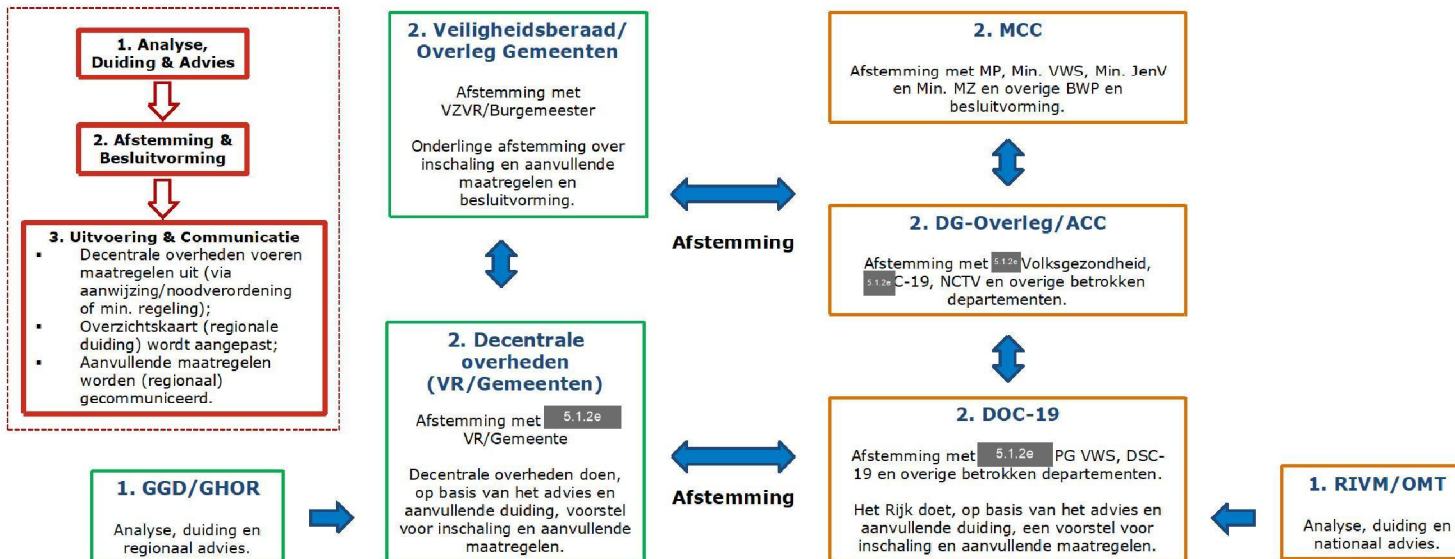 1. Analyse,
Duiding & Advies
2. Afstemming &
Besluitvorming
3. Uitvoering & Communicatie
▪ Decentrale overheden voeren
maatregelen uit (via
aanwijzing/noodverordening
of min. regeling);
▪ Overzichtskaart (regionale
duiding) wordt aangepast;
▪ Aanvullende maatregelen
worden (regionaal)
gecommuniceerd.
1. GGD/GHOR
Analyse, duiding en
regionaal advies.
2. Veiligheidsberaad/
Overleg Gemeenten
Afstemming met
VZVR/Burgemeester
Onderlinge afstemming over
inschaling en aanvullende
maatregelen en
besluitvorming.
2. Decentrale
overheden
(VR/Gemeenten)
Afstemming met 5.1.2e
VR/Gemeente
Decentrale overheden doen,
op basis van het advies en
aanvullende duiding, voorstel
voor inschaling en aanvullende
maatregelen.
Afstemming
Afstemming
2. MCC
Afstemming met MP, Min. VWS, Min. JenV
en Min. MZ en overige BWP en
besluitvorming.
2. DG-Overleg/ACC
Afstemming met 5.1.2e Volksgezondheid,
5.1.2e C-19, NCTV en overige betrokken
departementen.
2. DOC-19
Afstemming met 5.1.2e PG VWS, DSC-
19 en overige betrokken departementen.
Het Rijk doet, op basis van het advies en
aanvullende duiding, een voorstel voor
inschaling en aanvullende maatregelen.
1. RIVM/OMT
Analyse, duiding en
nationaal advies.